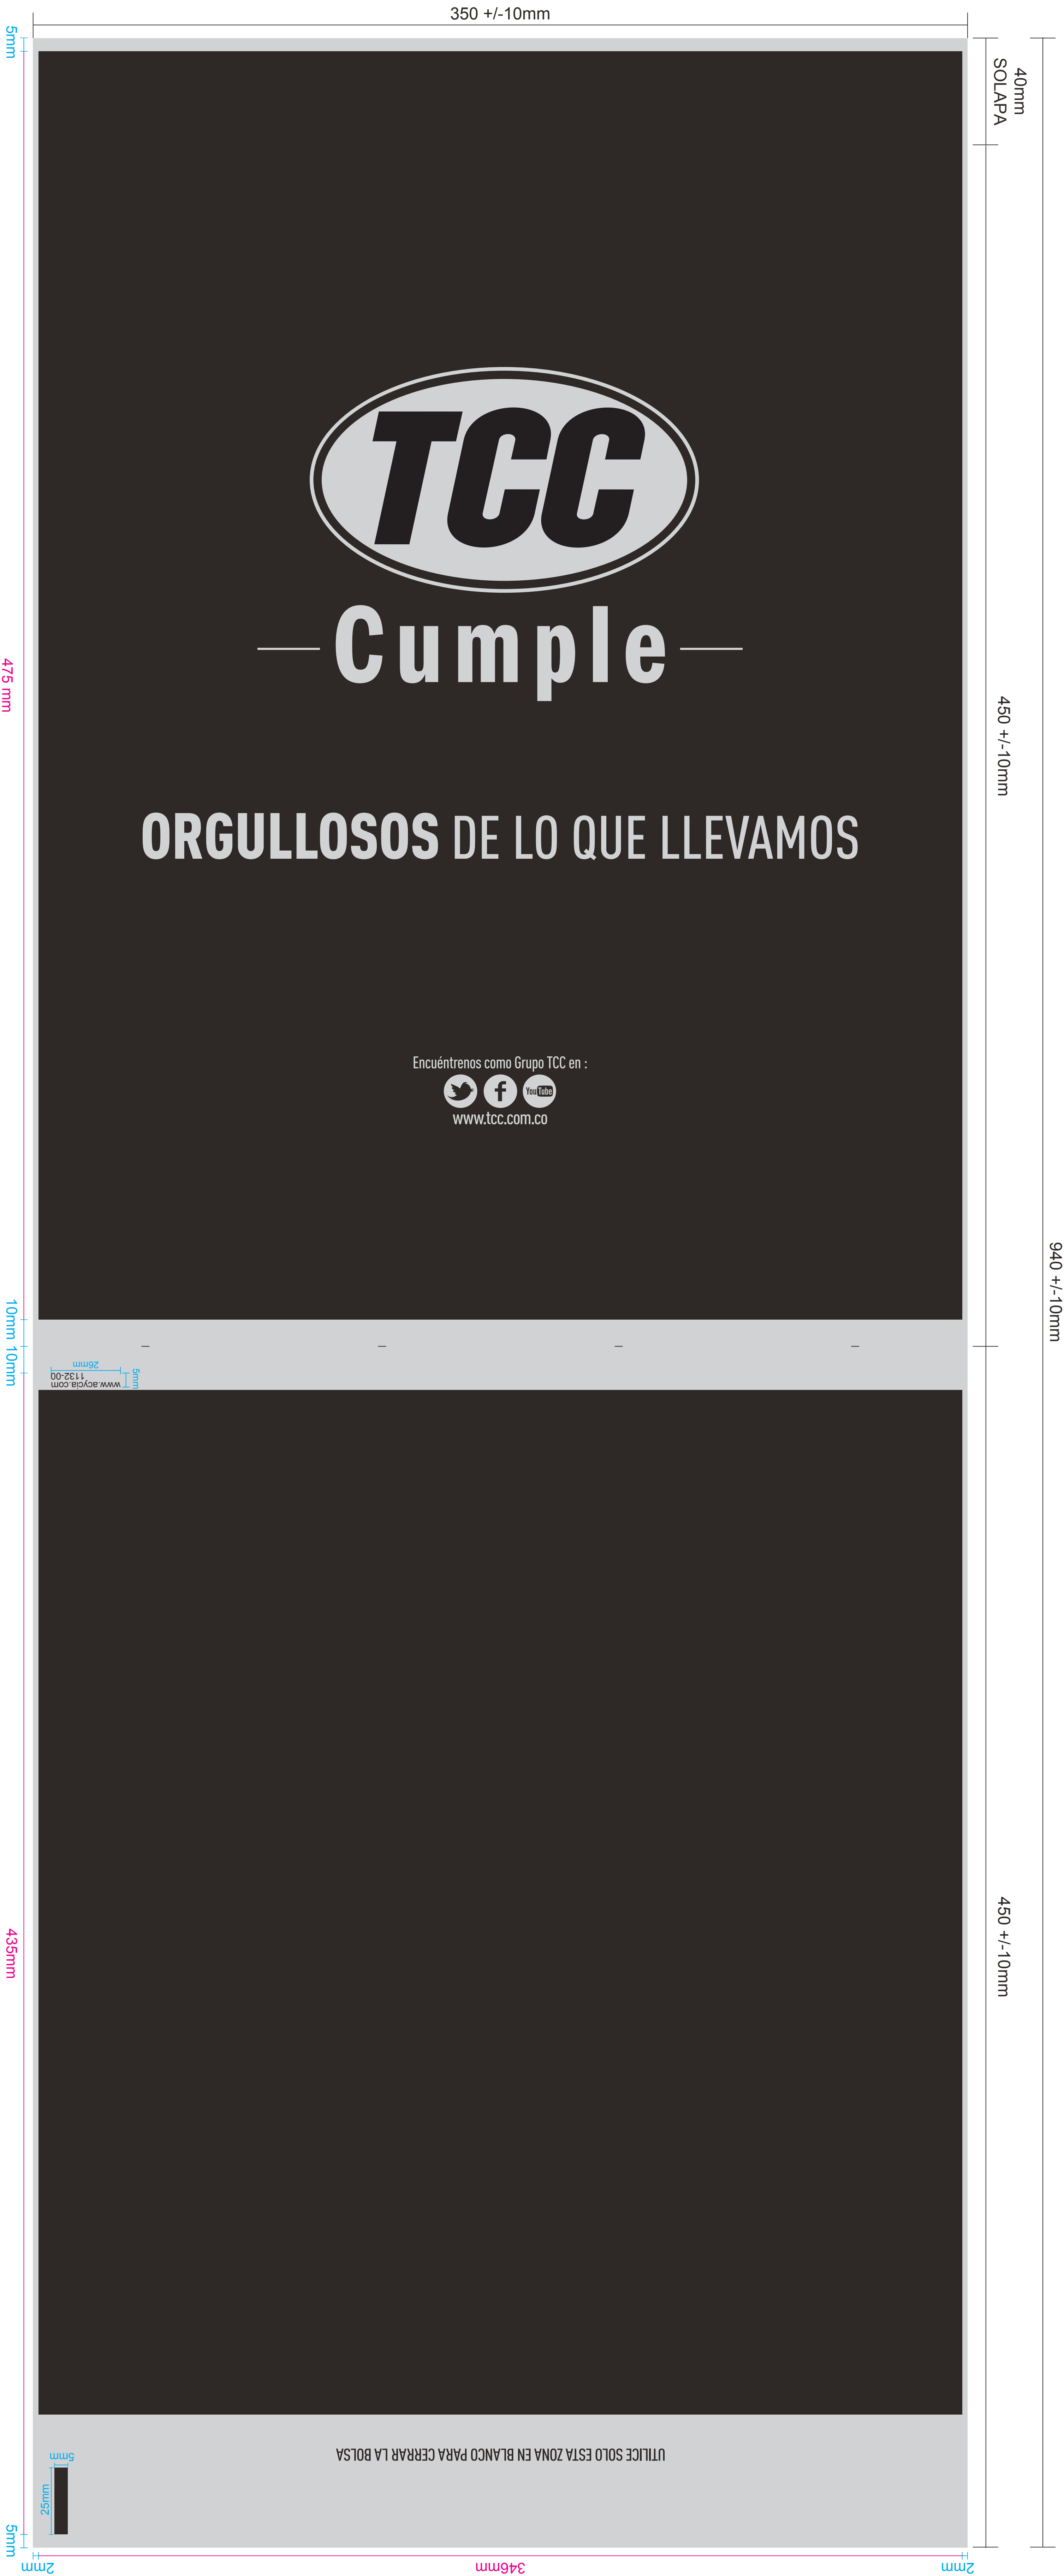 350 +/-10mm
5mm
40mm
SOLAPA
TCC
Cumple
475 mm
450 +/-10mm
ORGULLOSOS DE LO QUE LLEVAMOS
Encuéntrenos como Grupo TCC en :
YouTube
www.tcc.com.co
940 +/-10mm
10mm 10mm
26mm
5mm
www.acycia.com
1132-00
435mm
450 +/-10mm
UTILICE SOLO ESTA ZONA EN BLANCO PARA CERRAR LA BOLSA
5mm
25mm
5mm
2mm
346mm
2mm